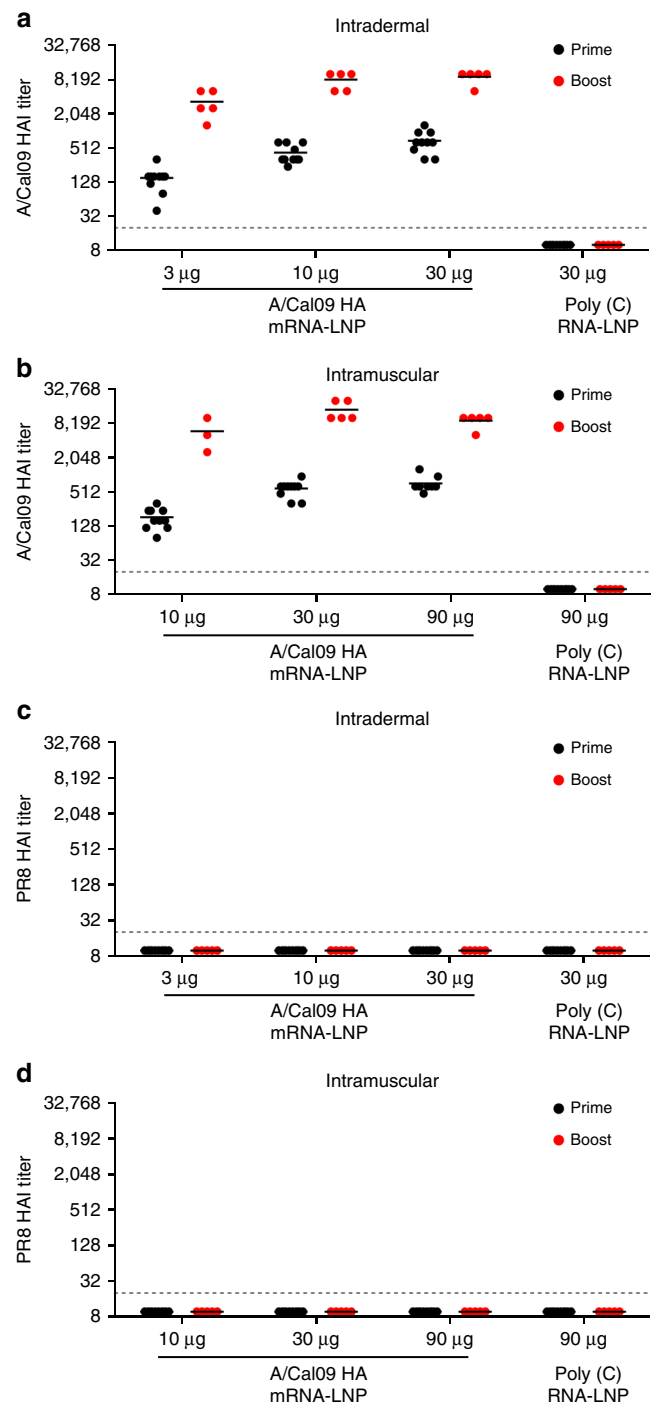 a
Intradermal
A/Cal09 HAI titer
32,768
8,192
2,048
512
128
32
8
Prime
Boost
3 μg
10 μg
30 μg
30 μg
A/Cal09 HA
mRNA-LNP
Poly (C)
RNA-LNP
b
Intramuscular
A/Cal09 HAI titer
32,768
8,192
2,048
512
128
32
8
Prime
Boost
10 μg
30 μg
90 μg
90 μg
A/Cal09 HA
mRNA-LNP
Poly (C)
RNA-LNP
c
Intradermal
PR8 HAI titer
32,768
8,192
2,048
512
128
32
8
Prime
Boost
3 μg
10 μg
30 μg
30 μg
A/Cal09 HA
mRNA-LNP
Poly (C)
RNA-LNP
d
Intramuscular
PR8 HAI titer
32,768
8,192
2,048
512
128
32
8
Prime
Boost
10 μg
30 μg
90 μg
90 μg
A/Cal09 HA
mRNA-LNP
Poly (C)
RNA-LNP